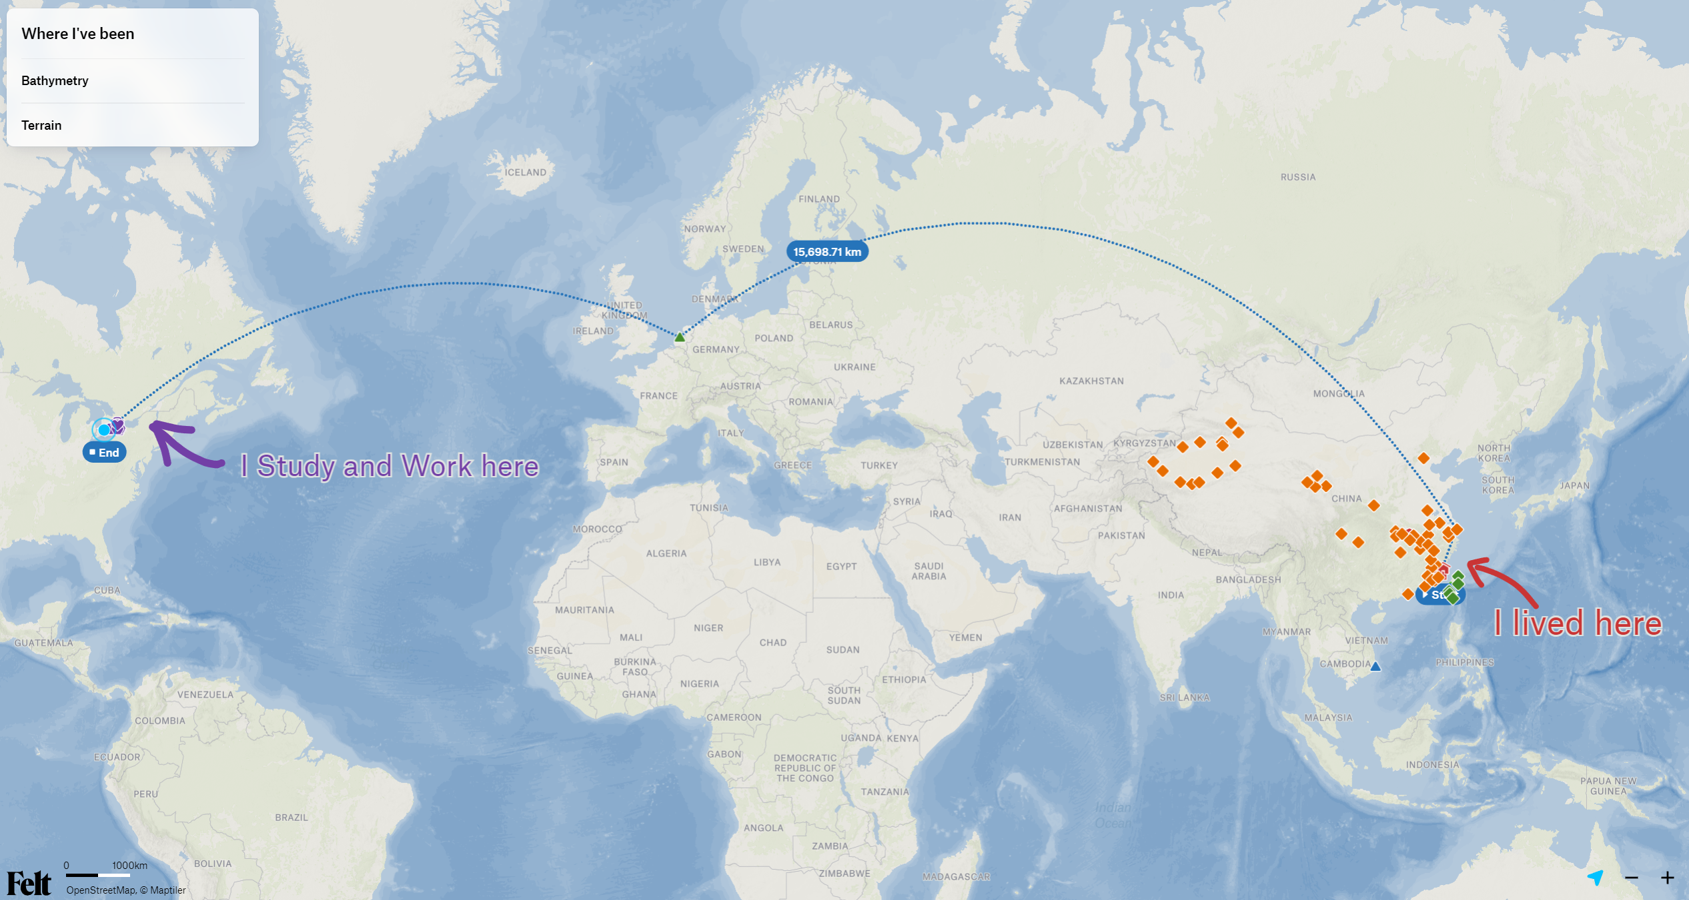 Where I've been
Bathymetry
Terrain
ICELAND
RUSSIA
FINLAND
NORWAY
SWEDEN
15,698.71 km
DENMARK
UNITED
KINGDOM
IRELAND
BELARUS
POLAND
GERMANY
UKRAINE
KAZAKHSTAN
MONGOLIA
AUSTRIA
FRANCE
ROMANIA
ITALY
UZBEKISTAN
KYRGYZSTAN
NORTH
KOREA
End
I Study and Work here
SPAIN
GREECE
TURKEY
TURKMENISTAN
SOUTH
KOREA
JAPAN
CHINA
TUNISIA
SYRIA
IRAQ
IRAN
AFGHANISTAN
MOROCCO
PAKISTAN
ALGERIA
LIBYA
EGYPT
SAUDI
ARABIA
NEPAL
BANGLADESH
CUBA
INDIA
MAURITANIA
I lived here
GUATEMALA
MALI
NIGER
CHAD
SUDAN
YEMEN
MYANMAR
VIETNAM
SENEGAL
BURKINA
FASO
CAMBODIA
PHILIPPINES
GUINEA
GHANA
NIGERIA
SOUTH
SUDAN
ETHIOPIA
VENEZUELA
SRI LANKA
COLOMBIA
CAMEROON
MALAYSIA
UGANDA
KENYA
ECUADOR
GABON
DEMOCRATIC
REPUBLIC OF
THE CONGO
INDONESIA
PERU
TANZANIA
PAPUA NEW
GUINEA
BRAZIL
Indian
Ocean
ANGOLA
ZAMBIA
BOLIVIA
ZIMBABWE
MADAGASCAR
0 1000km
Felt
OpenStreetMap, © Maptiler